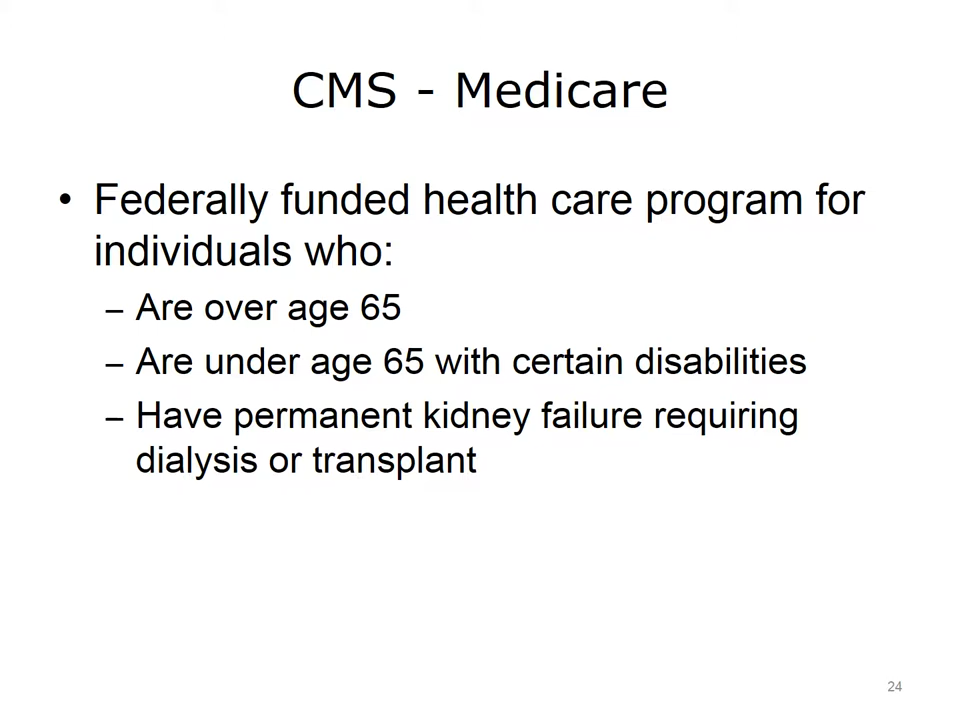 CMS - Medicare
• Federally funded health care program for
individuals who:
– Are over age 65
– Are under age 65 with certain disabilities
– Have permanent kidney failure requiring
dialysis or transplant
24